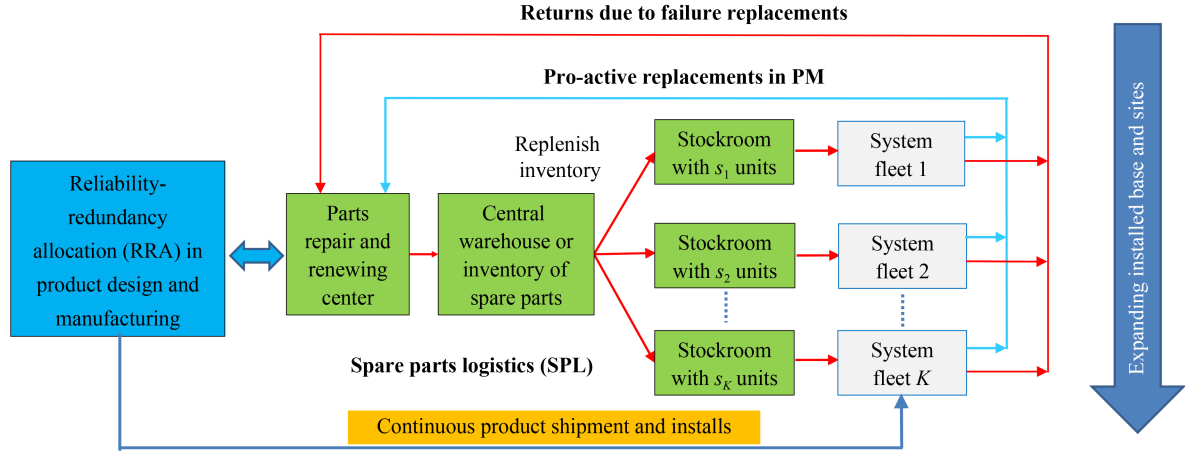 Returns due to failure replacements
Pro-active replacements in PM
Replenish
inventory
Reliability-
redundancy
allocation (RRA) in
product design and
manufacturing
Parts
repair and
renewing
center
Central
warehouse or
inventory of
spare parts
Stockroom
with s₁ units
System
fleet 1
Stockroom
with s₂ units
System
fleet 2
Stockroom
with s_K units
System
fleet K
Spare parts logistics (SPL)
Continuous product shipment and installs
Expanding installed base and sites